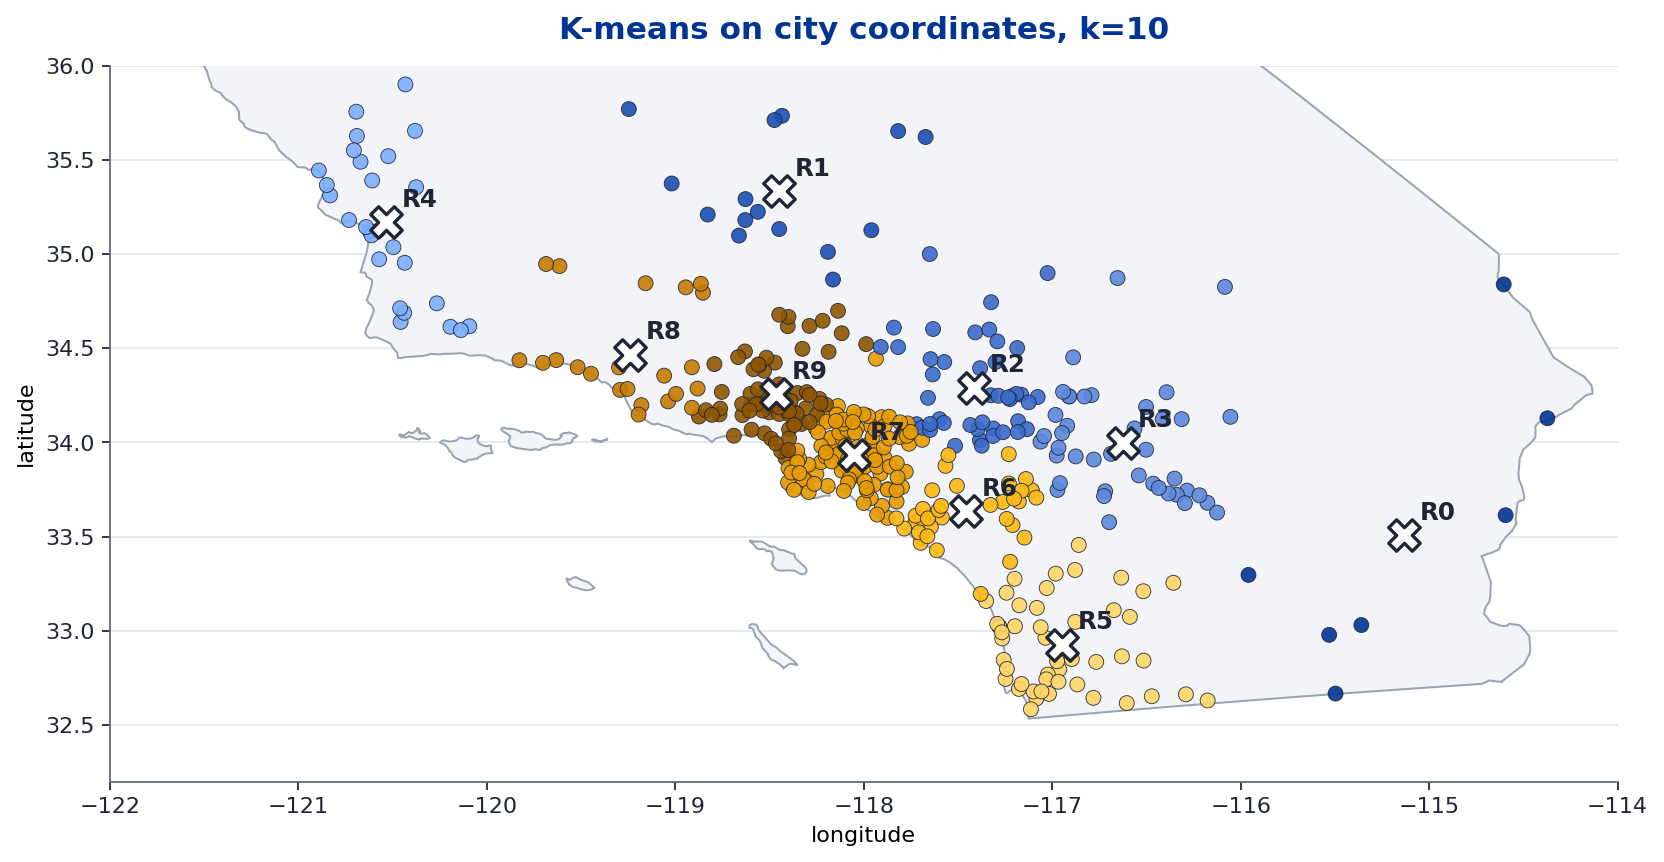 K-means on city coordinates, k=10
36.0
35.5
35.0
34.5
34.0
33.5
33.0
32.5
latitude
R1
R4
R8
R2
R9
R3
R7
R6
R0
R5
−122
−121
−120
−119
−118
−117
−116
−115
−114
longitude